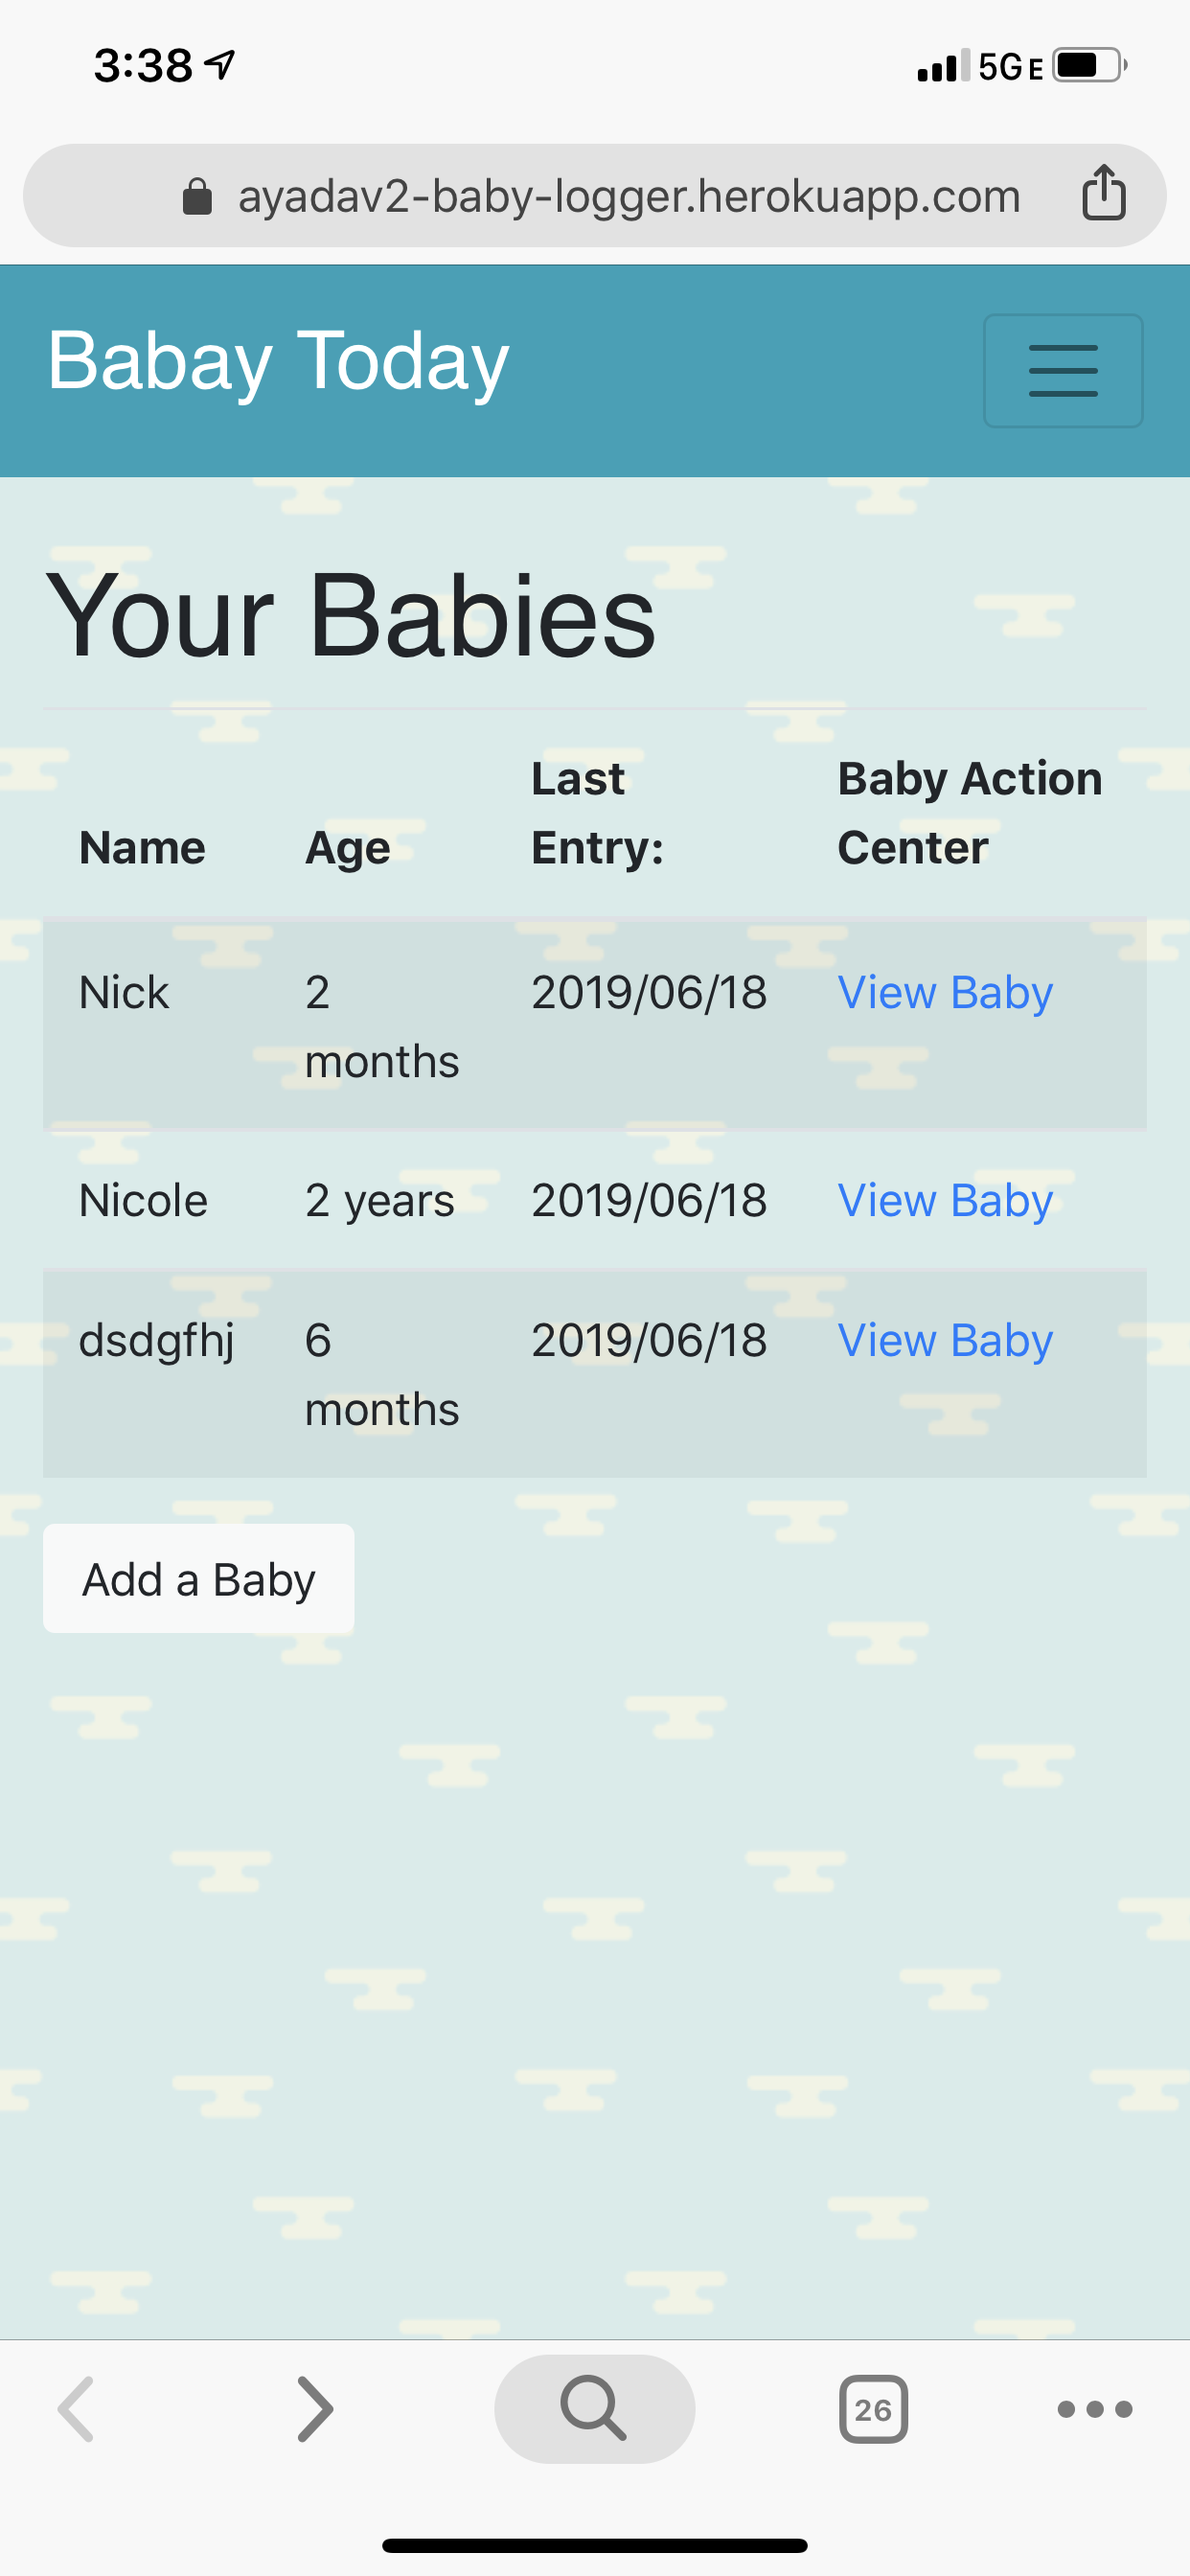 3:38 5G E
ayadav2-baby-logger.herokuapp.com
Babay Today
Your Babies
Name Age Last Entry: Baby Action Center
Nick 2 months 2019/06/18 View Baby
Nicole 2 years 2019/06/18 View Baby
dsdgfhj 6 months 2019/06/18 View Baby
Add a Baby
26